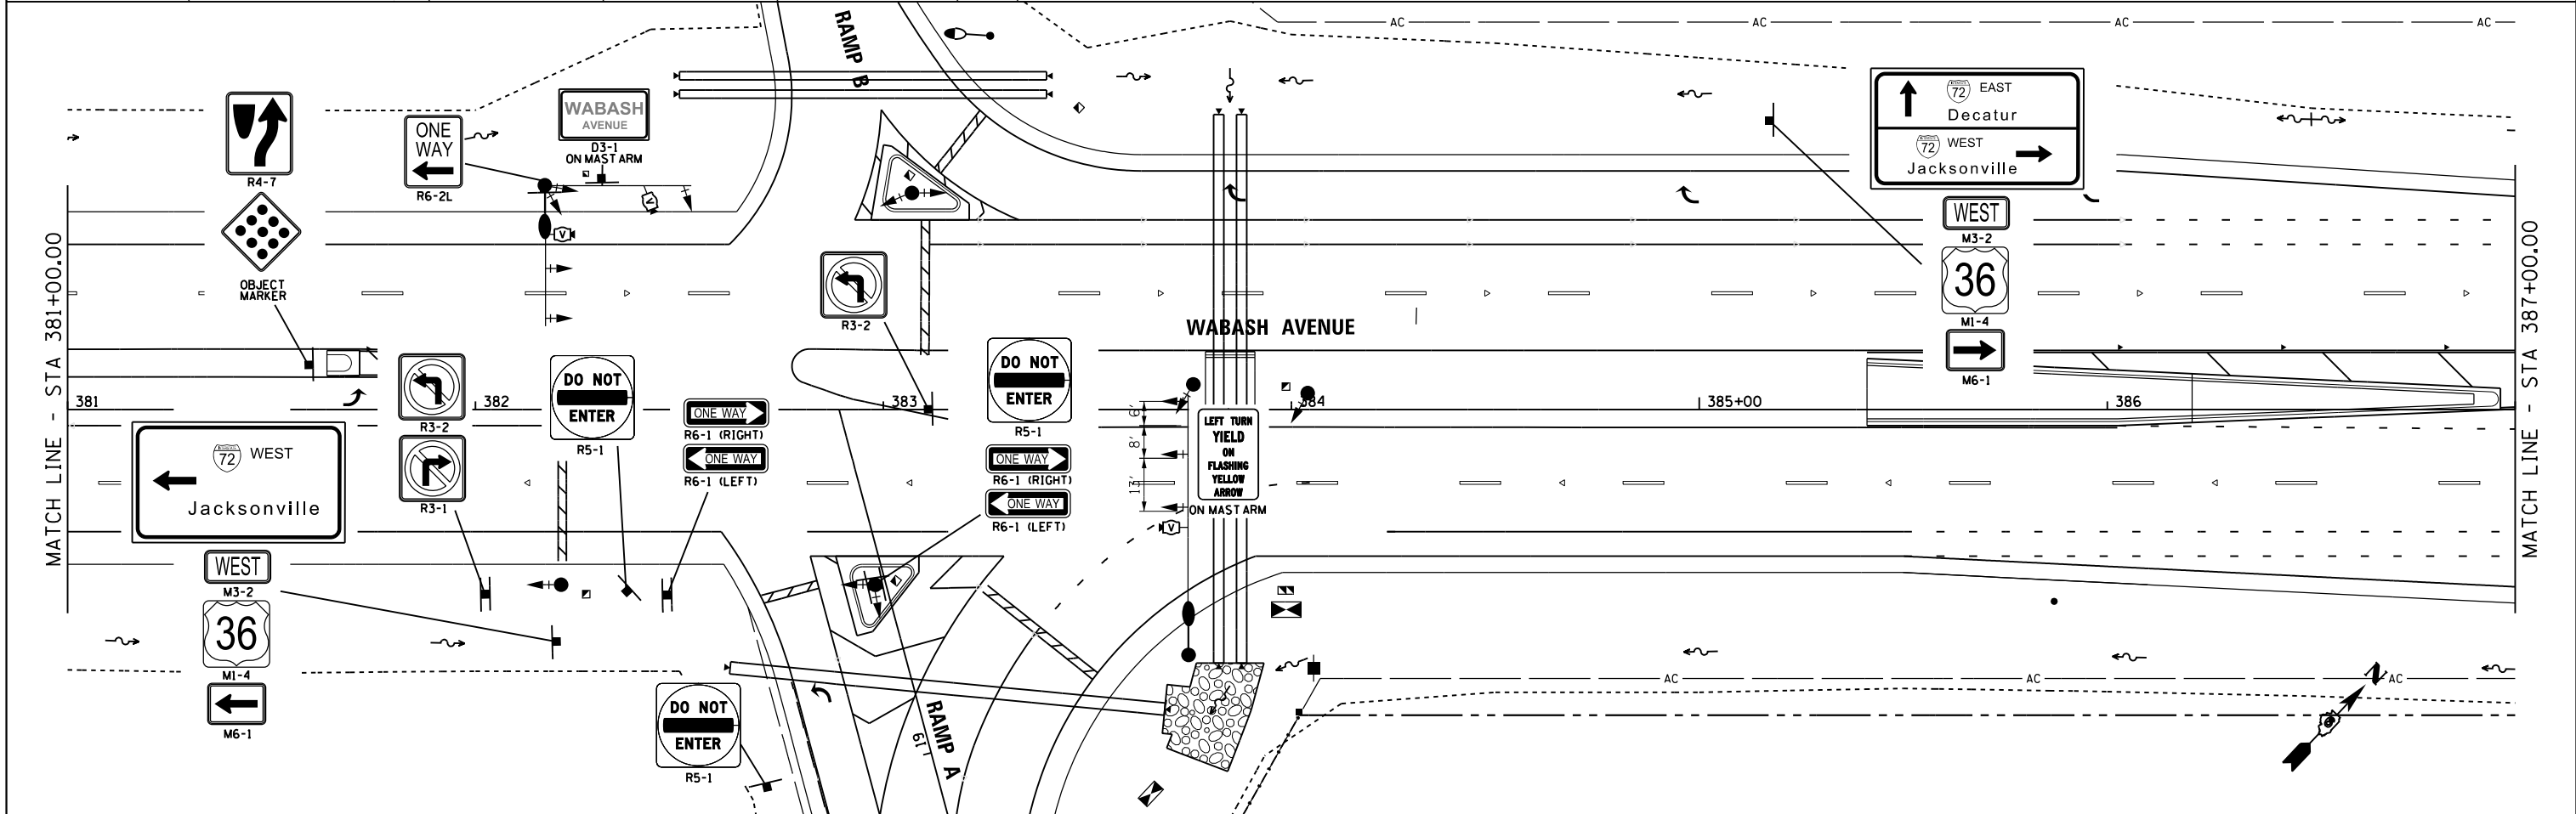 RAMP B
AC
AC
AC
AC
R4-7
ONE
WAY
R6-2L
WABASH
AVENUE
D3-1
ON MAST ARM
V
V
72 EAST
Decatur
72 WEST
Jacksonville
WEST
M3-2
36
M1-4
M6-1
MATCH LINE - STA 381+00.00
MATCH LINE - STA 387+00.00
OBJECT
MARKER
R3-2
WABASH AVENUE
381
382
383
384
385+00
386
R3-2
R3-1
DO NOT
ENTER
R5-1
ONE WAY
R6-1 (RIGHT)
ONE WAY
R6-1 (LEFT)
DO NOT
ENTER
R5-1
ONE WAY
R6-1 (RIGHT)
ONE WAY
R6-1 (LEFT)
6'
8'
13'
LEFT TURN
YIELD
ON
FLASHING
YELLOW
ARROW
ON MAST ARM
V
72 WEST
Jacksonville
WEST
M3-2
36
M1-4
M6-1
DO NOT
ENTER
R5-1
RAMP A
19
AC
AC
AC
N